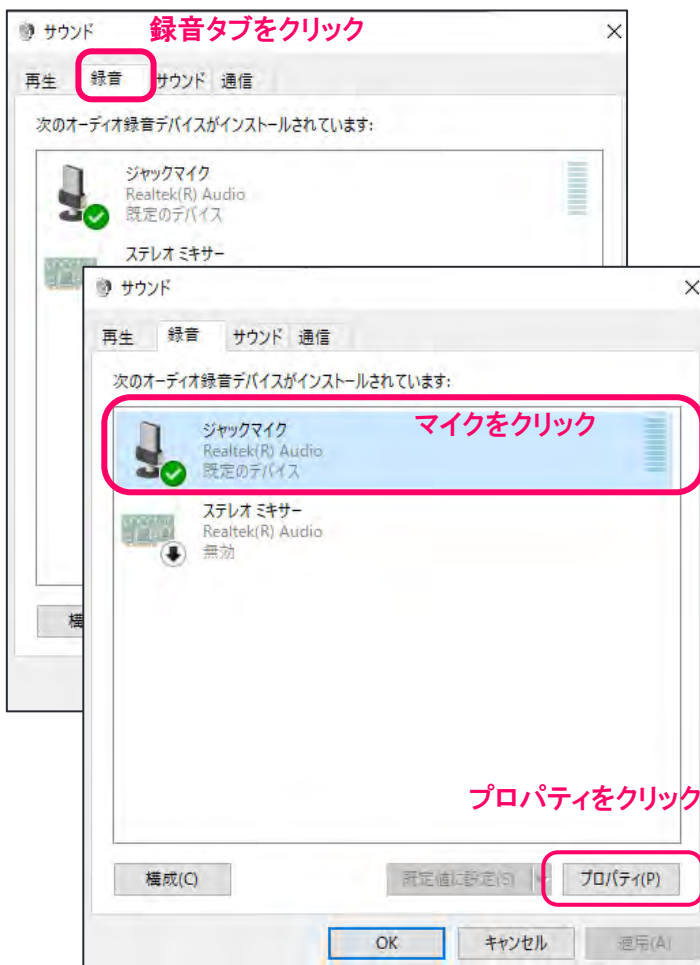 サウンド
録音タブをクリック
再生 録音 サウンド 通信
次のオーディオ録音デバイスがインストールされています:
ジャックマイク
Realtek(R) Audio
既定のデバイス
ステレオ ミキサー
構
サウンド
再生 録音 サウンド 通信
次のオーディオ録音デバイスがインストールされています:
マイクをクリック
ジャックマイク
Realtek(R) Audio
既定のデバイス
ステレオ ミキサー
Realtek(R) Audio
無効
プロパティをクリック
構成(C) 既定値に設定(S) プロパティ(P)
OK キャンセル 適用(A)